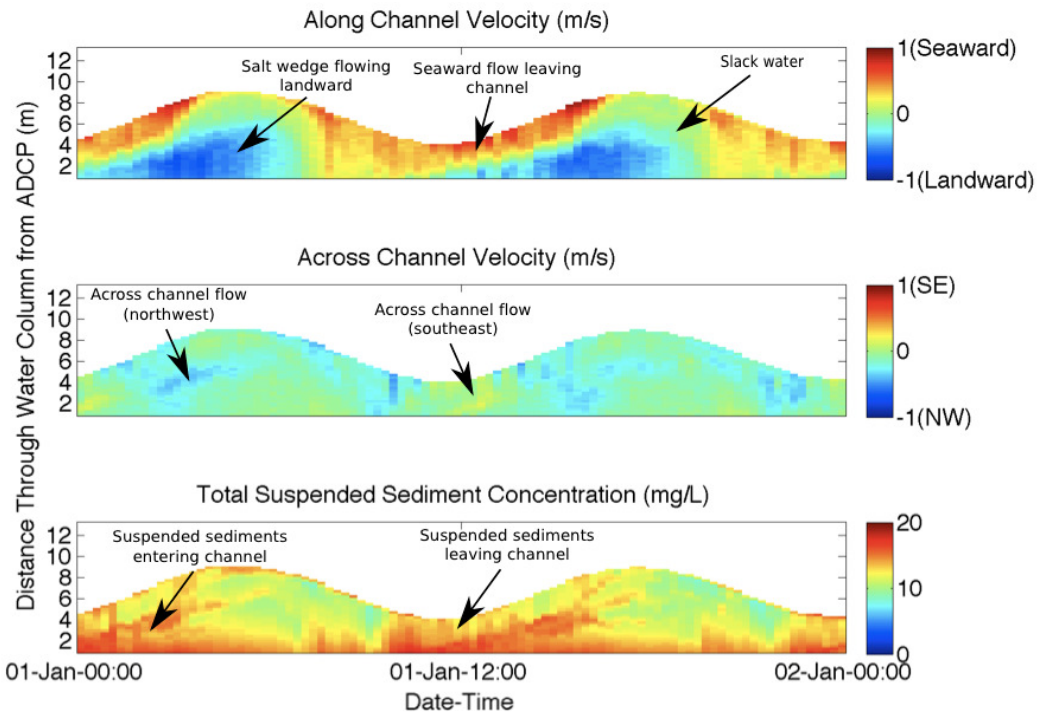 Along Channel Velocity (m/s)
12
10
8
6
4
2
Salt wedge flowing
landward
Seaward flow leaving
channel
Slack water
1(Seaward)
0
-1(Landward)
Distance Through Water Column from ADCP (m)
Across Channel Velocity (m/s)
12
10
8
6
4
2
Across channel flow
(northwest)
Across channel flow
(southeast)
1(SE)
0
-1(NW)
Total Suspended Sediment Concentration (mg/L)
12
10
8
6
4
2
Suspended sediments
entering channel
Suspended sediments
leaving channel
20
10
0
01-Jan-00:00
01-Jan-12:00
02-Jan-00:00
Date-Time